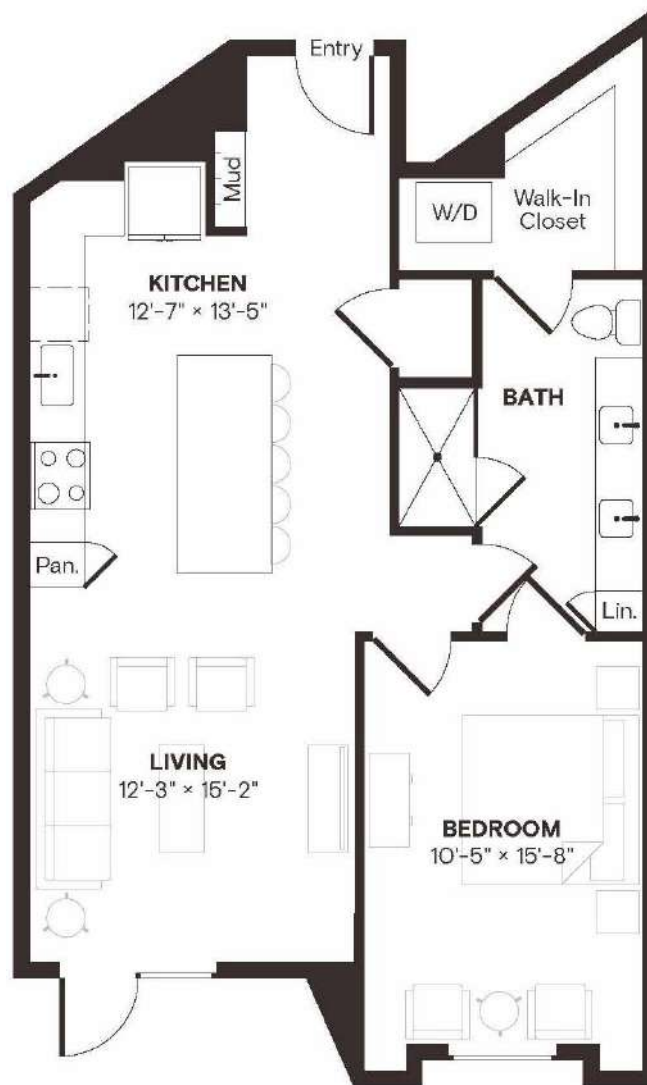 Entry
Mud
W/D
Walk-In
Closet
KITCHEN
12'-7" × 13'-5"
BATH
Pan.
Lin.
LIVING
12'-3" × 15'-2"
BEDROOM
10'-5" × 15'-8"